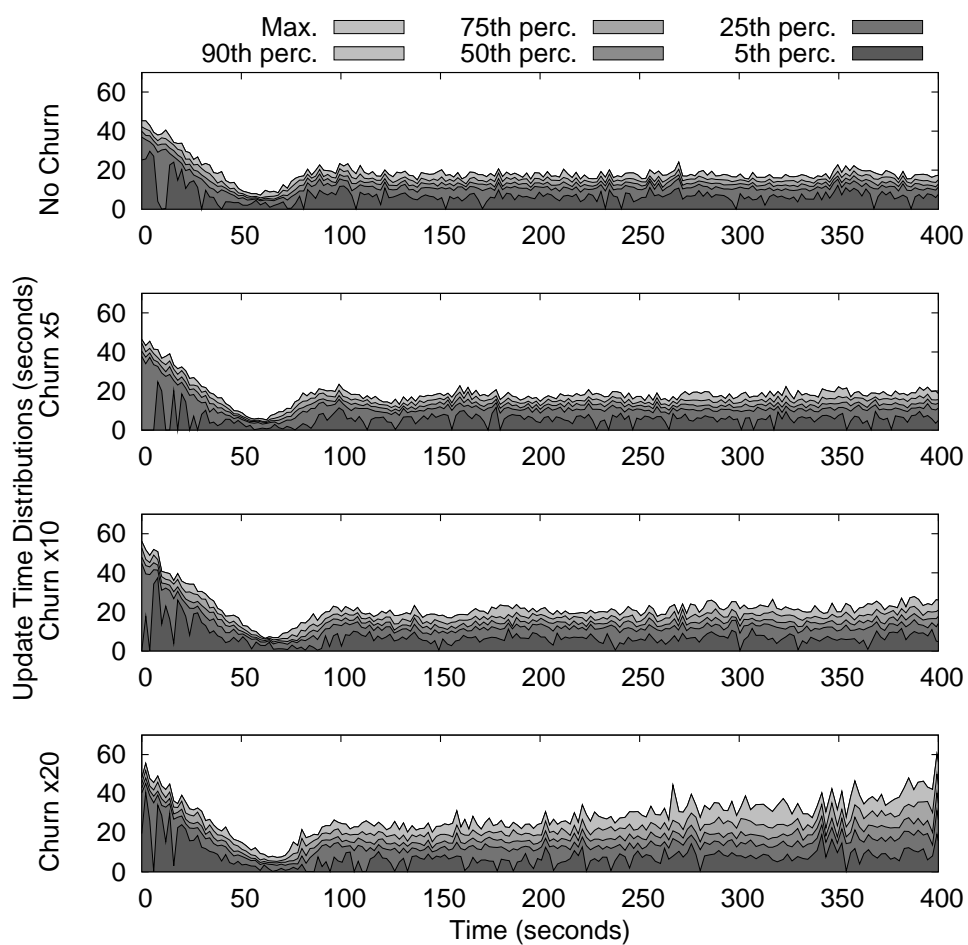 Max. 75th perc. 25th perc.
90th perc. 50th perc. 5th perc.
Update Time Distributions (seconds)
No Churn
60
40
20
0
0 50 100 150 200 250 300 350 400
Churn x5
60
40
20
0
0 50 100 150 200 250 300 350 400
Churn x10
60
40
20
0
0 50 100 150 200 250 300 350 400
Churn x20
60
40
20
0
0 50 100 150 200 250 300 350 400
Time (seconds)